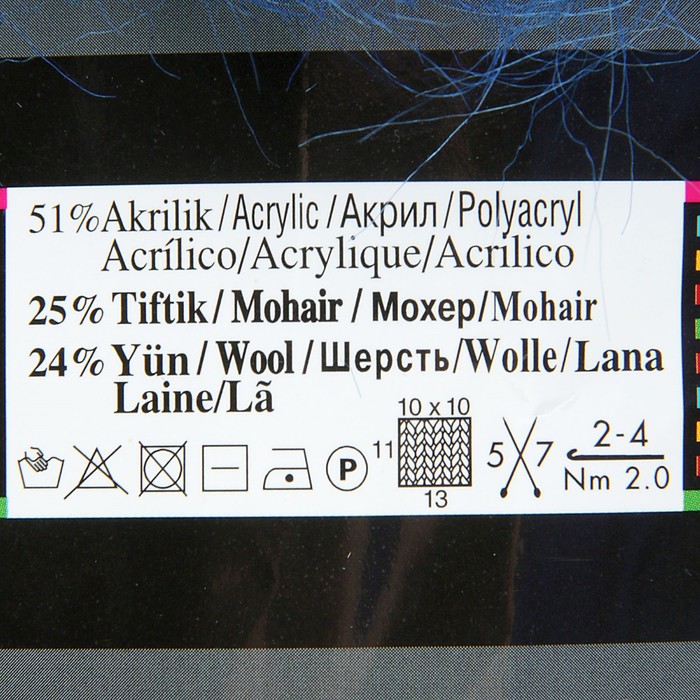 51% Akrilik / Acrylic / Акрил / Polyacryl
Acrílico/Acrylique/Acrilico
25% Tiftik / Mohair / Мохер/Mohair
24% Yün / Wool / Шерсть/Wolle/Lana
Laine/Lã
10 x 10
P 11 5 7 2-4
13 Nm 2.0